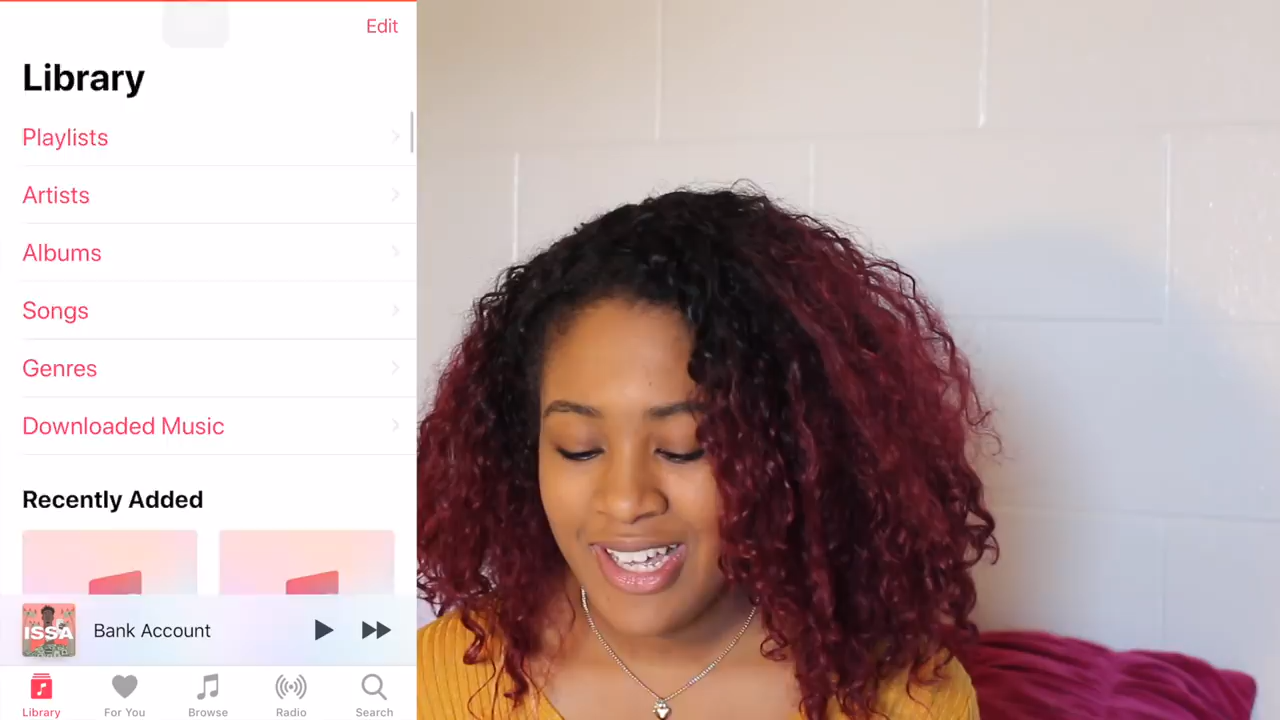 Edit
Library
Playlists
Artists
Albums
Songs
Genres
Downloaded Music
Recently Added
ISSA
Bank Account
Library
For You
Browse
Radio
Search